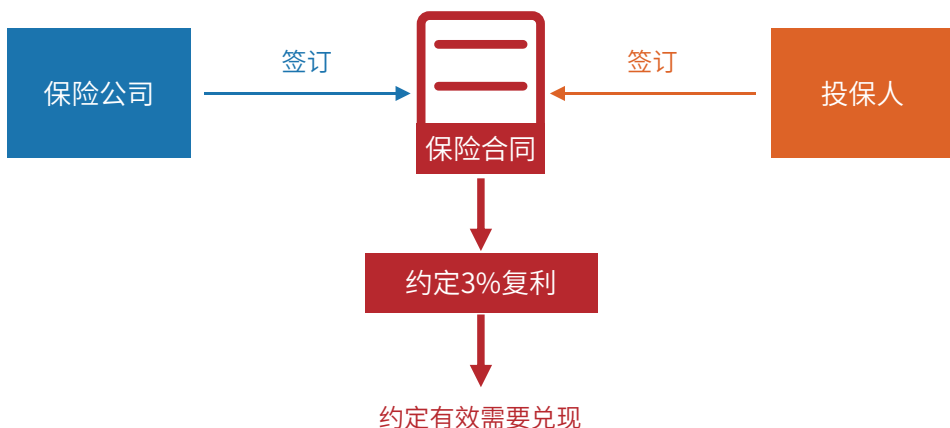 保险公司
签订
签订
投保人
保险合同
约定3%复利
约定有效需要兑现